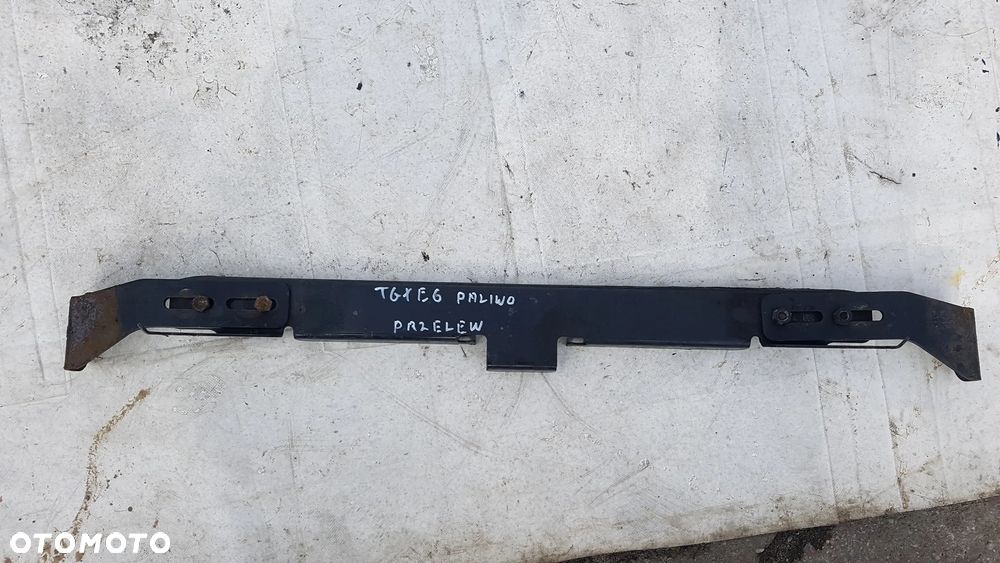 TGX E6 PALIWO
PRZELEW
OTOMOTO